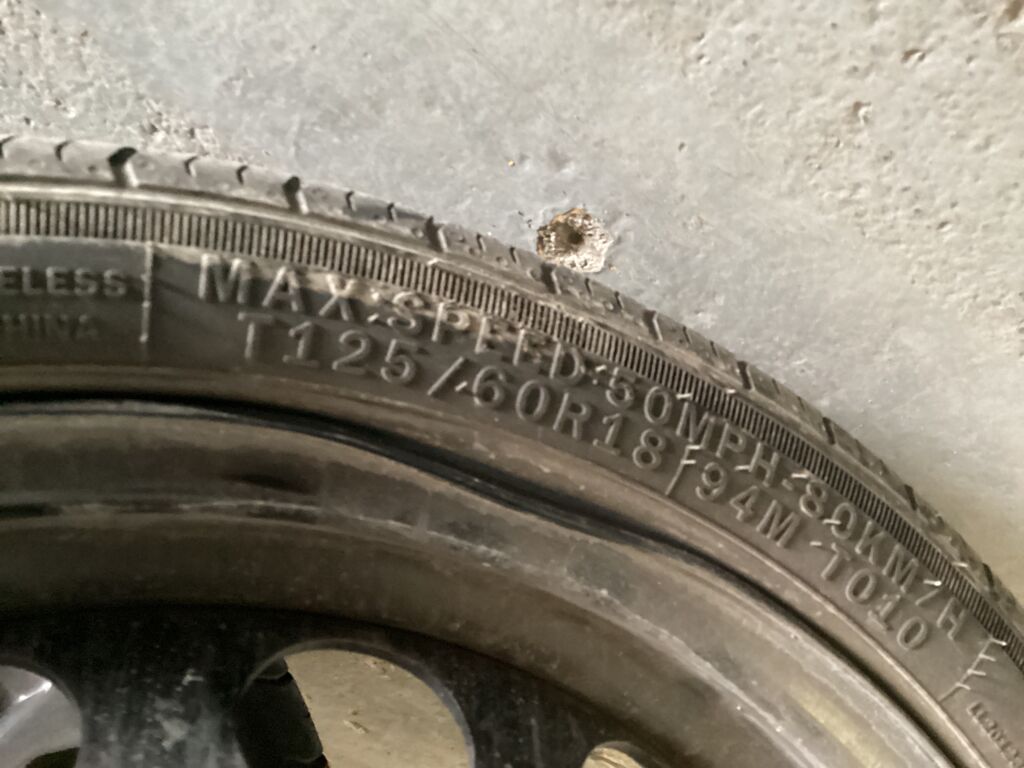 ELESS
HINA
MAX.SPEED:50MPH-80KM/H
T125/60R18 94M T010